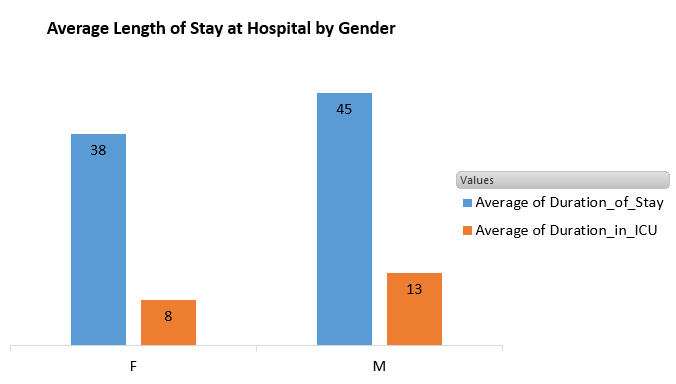 Average Length of Stay at Hospital by Gender
38
8
45
13
F
M
Values
Average of Duration_of_Stay
Average of Duration_in_ICU